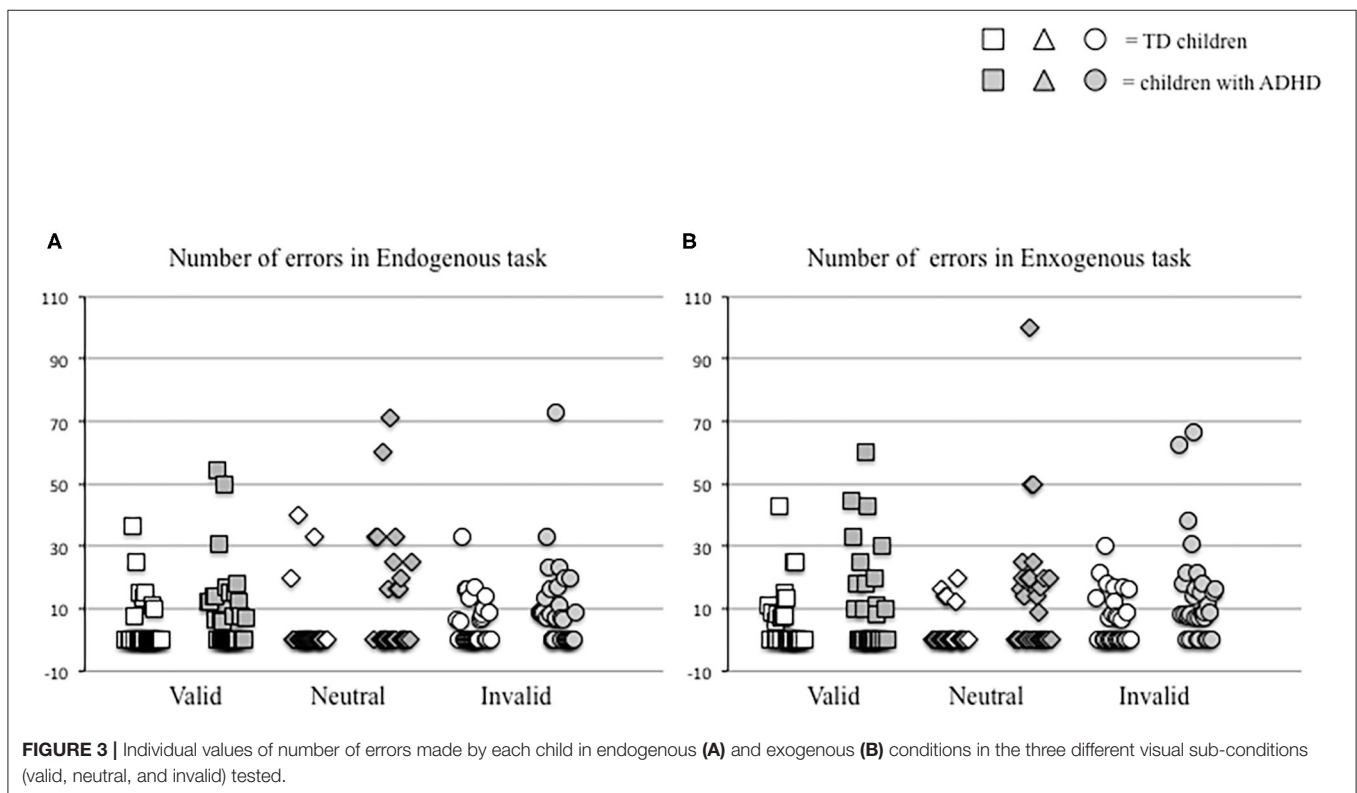 = TD children
= children with ADHD
A
Number of errors in Endogenous task
110
90
70
50
30
10
-10
Valid Neutral Invalid
B
Number of errors in Enxogenous task
110
90
70
50
30
10
-10
Valid Neutral Invalid
FIGURE 3 | Individual values of number of errors made by each child in endogenous (A) and exogenous (B) conditions in the three different visual sub-conditions
(valid, neutral, and invalid) tested.